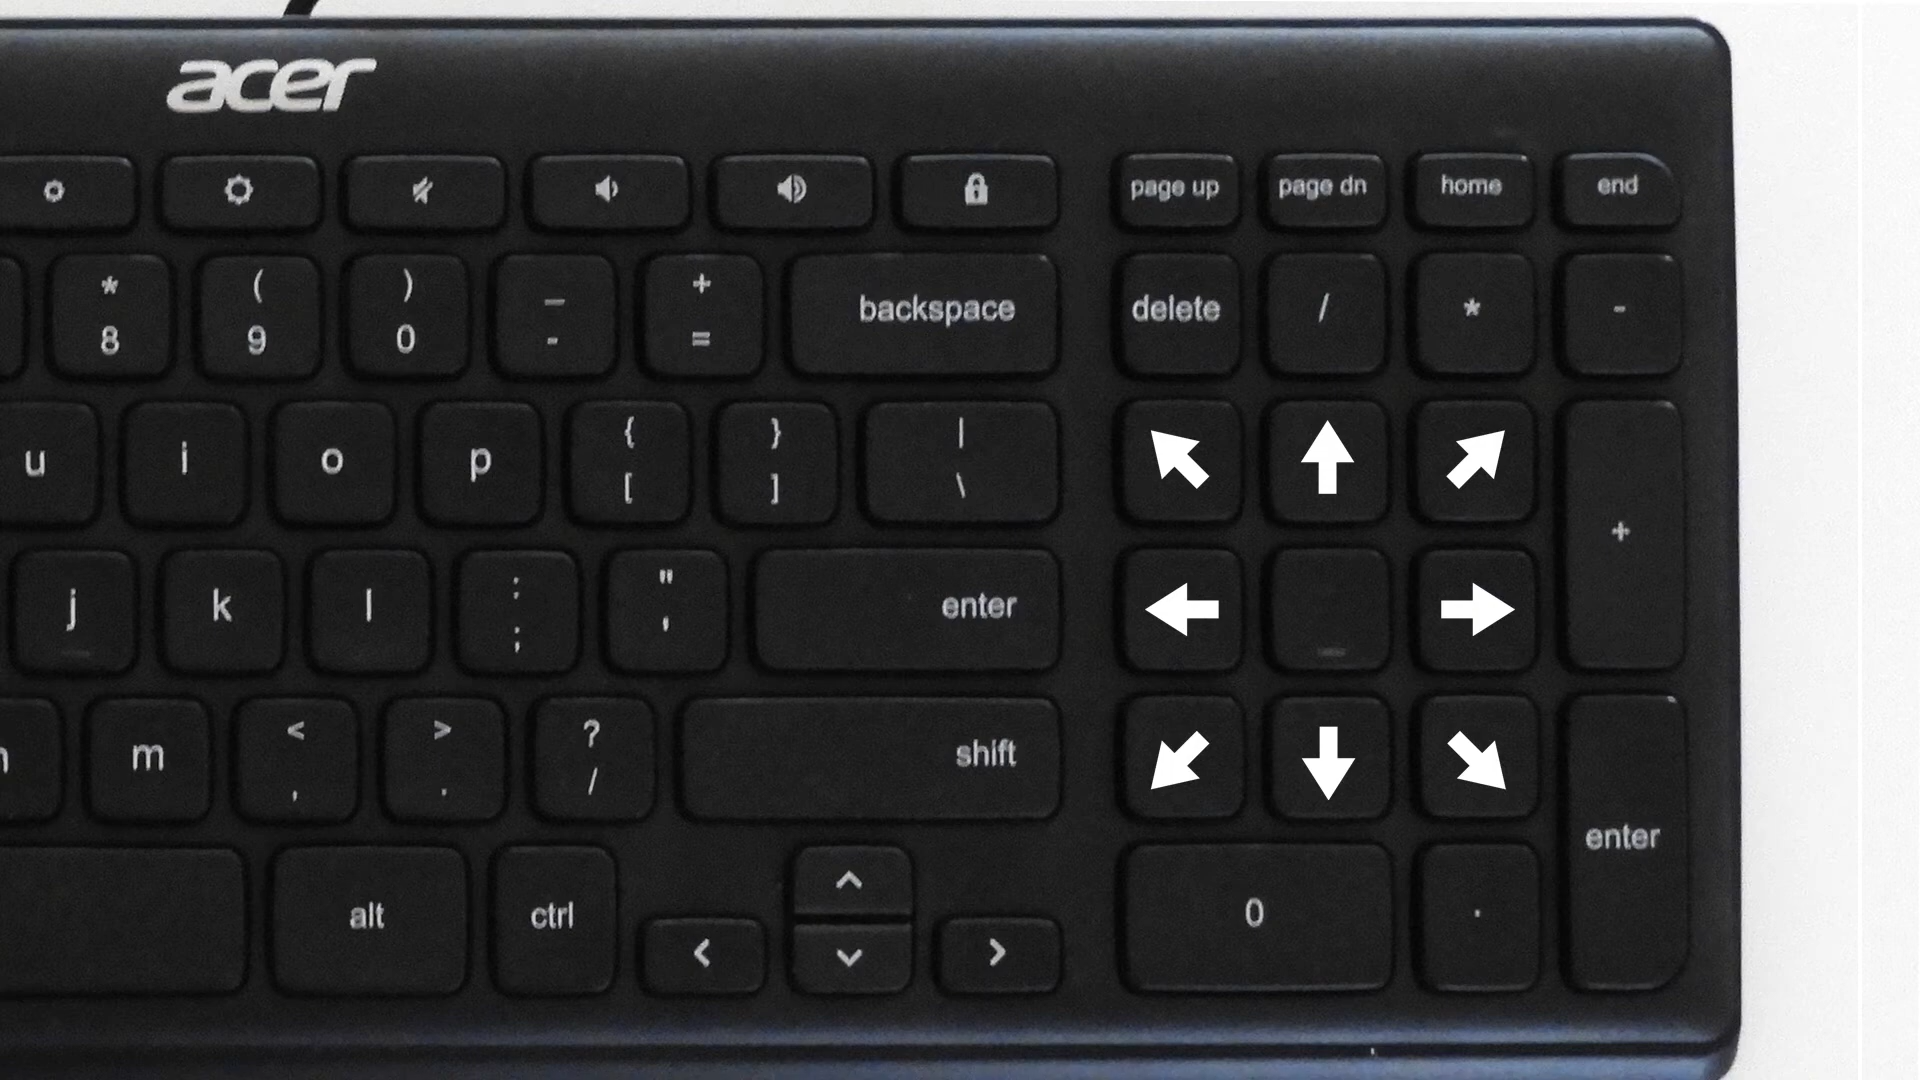 acer
page up page dn home end
* ( ) _ +
8 9 0 - = backspace delete / * -
u i o p { [ } ] | \
+
j k l : ; " ' enter
m < , > . ? / shift
enter
alt ctrl < ^ v > 0 .